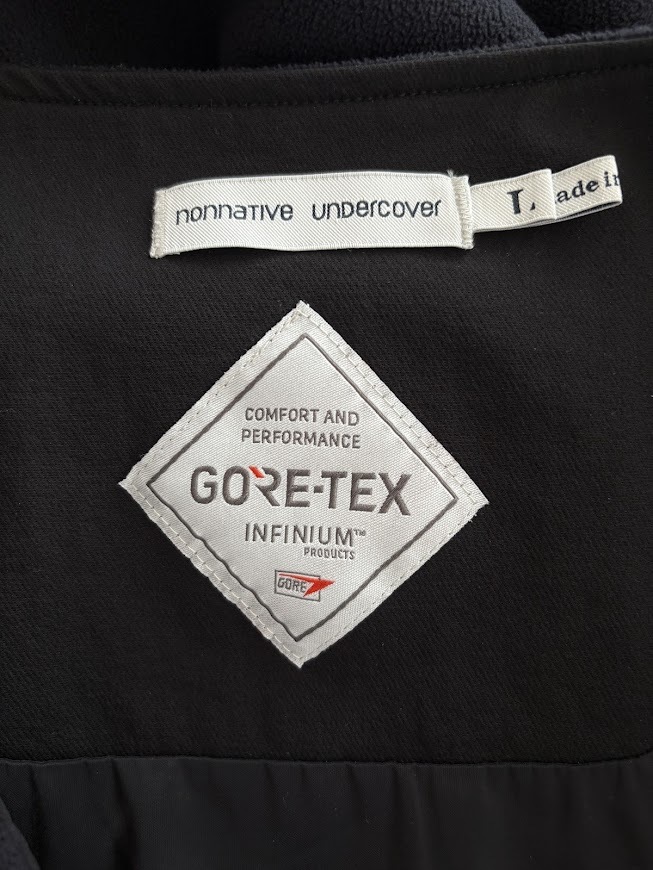 nonnative undercover
L
COMFORT AND
PERFORMANCE
GORE-TEX
INFINIUM™
PRODUCTS
GORE